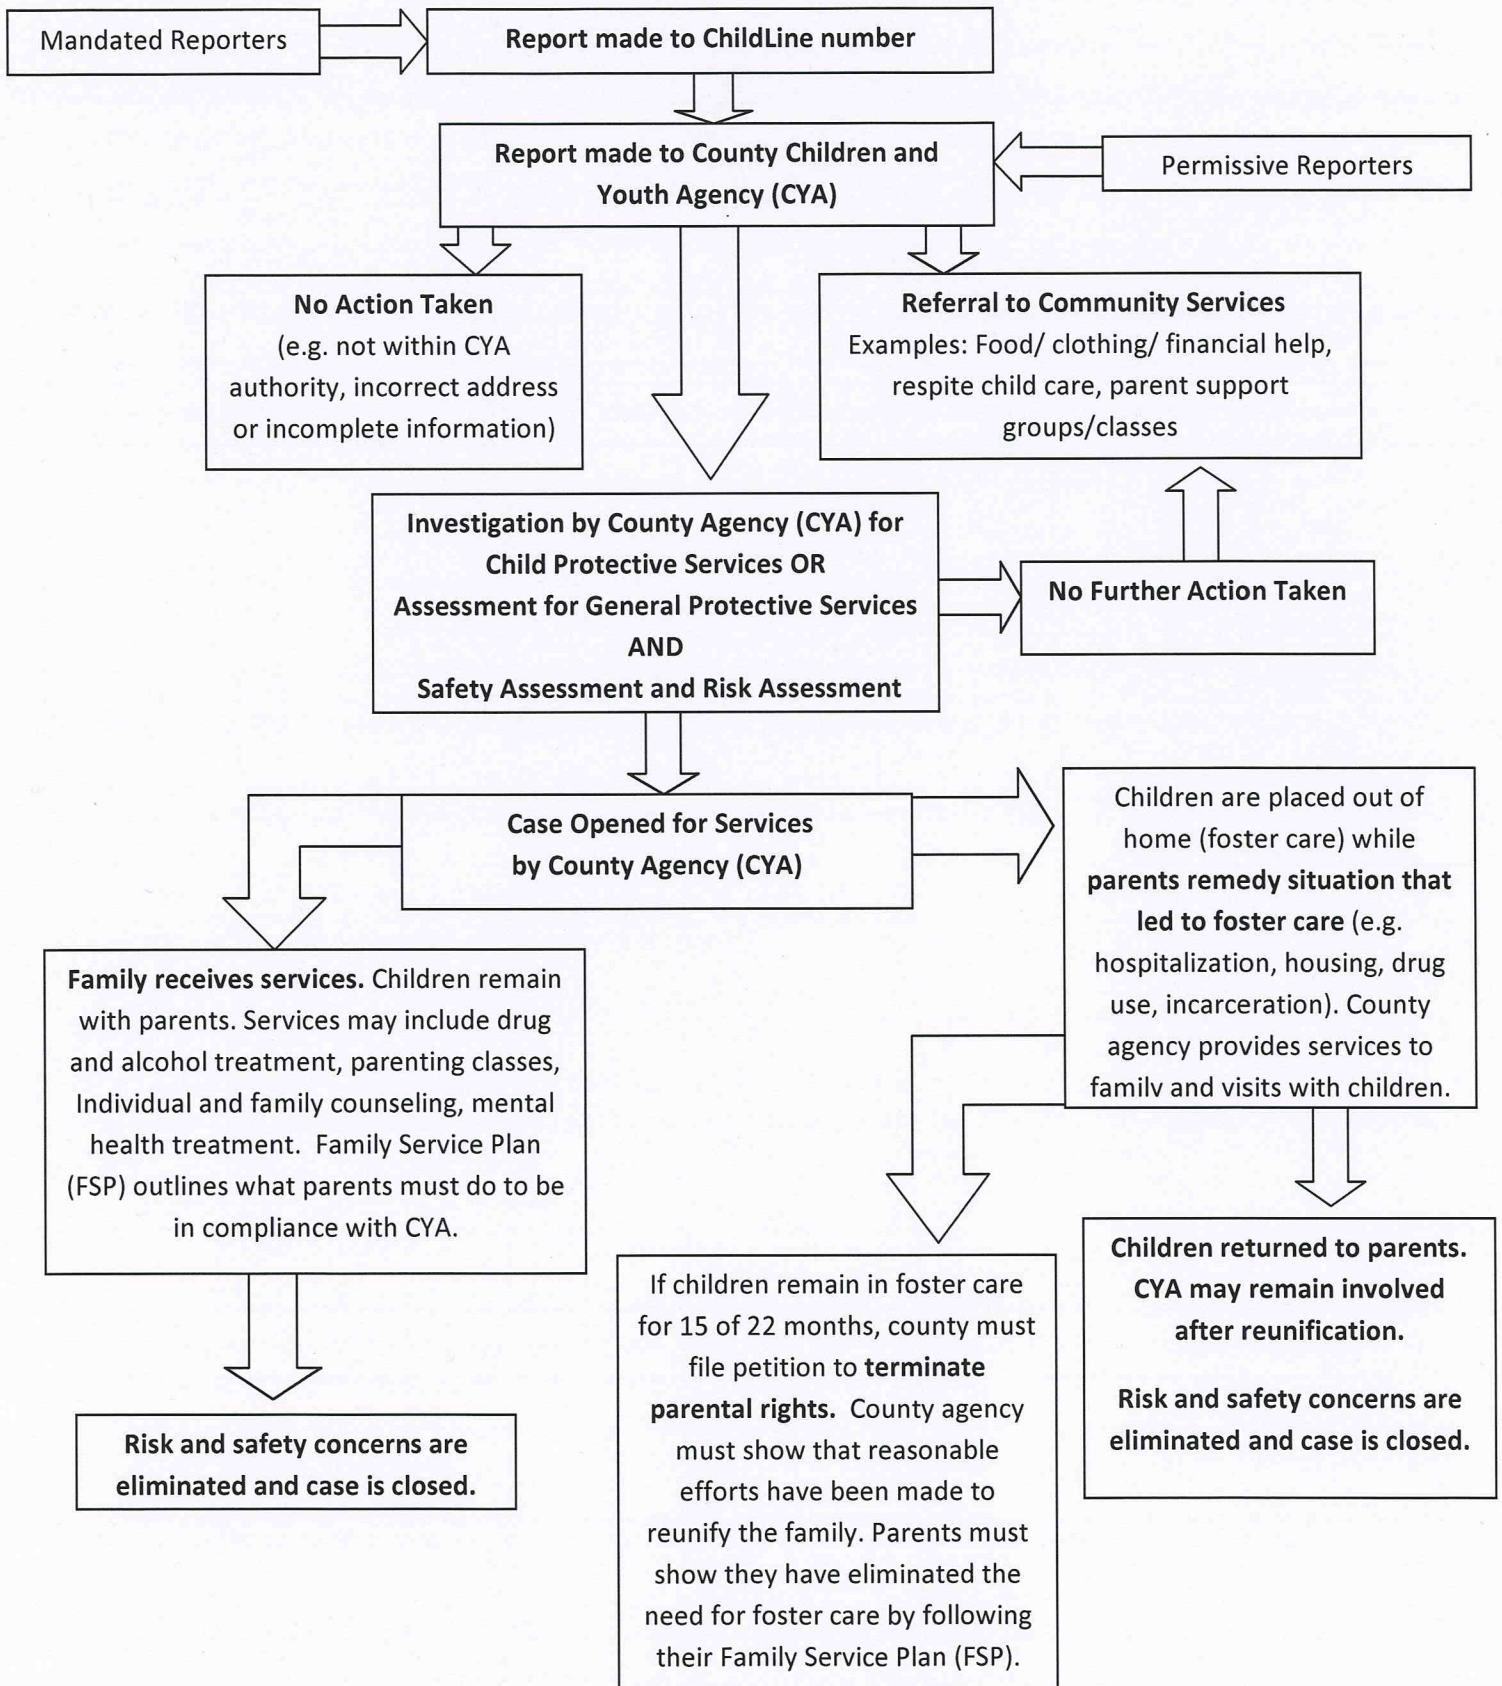 Mandated Reporters
Report made to ChildLine number
Report made to County Children and
Youth Agency (CYA)
Permissive Reporters
No Action Taken
(e.g. not within CYA
authority, incorrect address
or incomplete information)
Referral to Community Services
Examples: Food/ clothing/ financial help,
respite child care, parent support
groups/classes
Investigation by County Agency (CYA) for
Child Protective Services OR
Assessment for General Protective Services
AND
Safety Assessment and Risk Assessment
No Further Action Taken
Case Opened for Services
by County Agency (CYA)
Children are placed out of
home (foster care) while
parents remedy situation that
led to foster care (e.g.
hospitalization, housing, drug
use, incarceration). County
agency provides services to
family and visits with children.
Family receives services. Children remain
with parents. Services may include drug
and alcohol treatment, parenting classes,
Individual and family counseling, mental
health treatment.  Family Service Plan
(FSP) outlines what parents must do to be
in compliance with CYA.
Risk and safety concerns are
eliminated and case is closed.
If children remain in foster care
for 15 of 22 months, county must
file petition to terminate
parental rights.  County agency
must show that reasonable
efforts have been made to
reunify the family. Parents must
show they have eliminated the
need for foster care by following
their Family Service Plan (FSP).
Children returned to parents.
CYA may remain involved
after reunification.
Risk and safety concerns are
eliminated and case is closed.